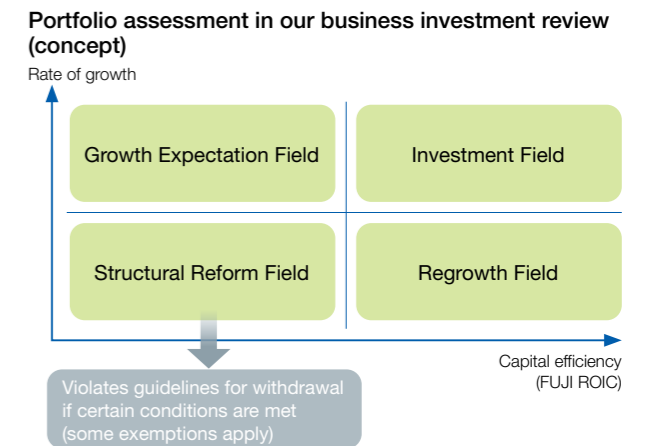 Portfolio assessment in our business investment review
(concept)
Rate of growth
Growth Expectation Field
Investment Field
Structural Reform Field
Regrowth Field
Capital efficiency
(FUJI ROIC)
Violates guidelines for withdrawal
if certain conditions are met
(some exemptions apply)